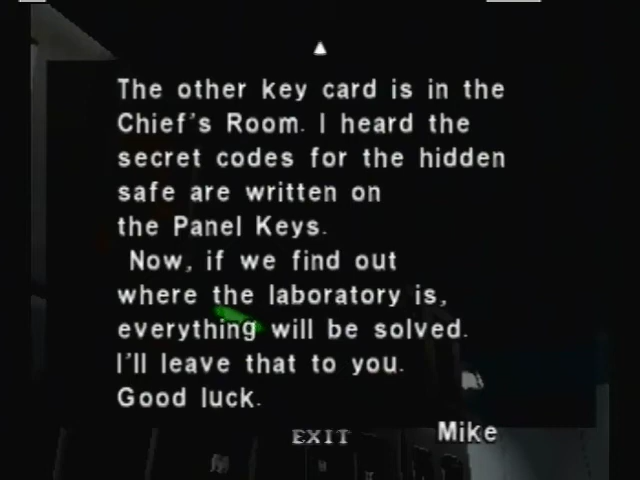 The other key card is in the
Chief's Room. I heard the
secret codes for the hidden
safe are written on
the Panel Keys.
Now, if we find out
where the laboratory is,
everything will be solved.
I'll leave that to you.
Good luck.
Mike
EXIT